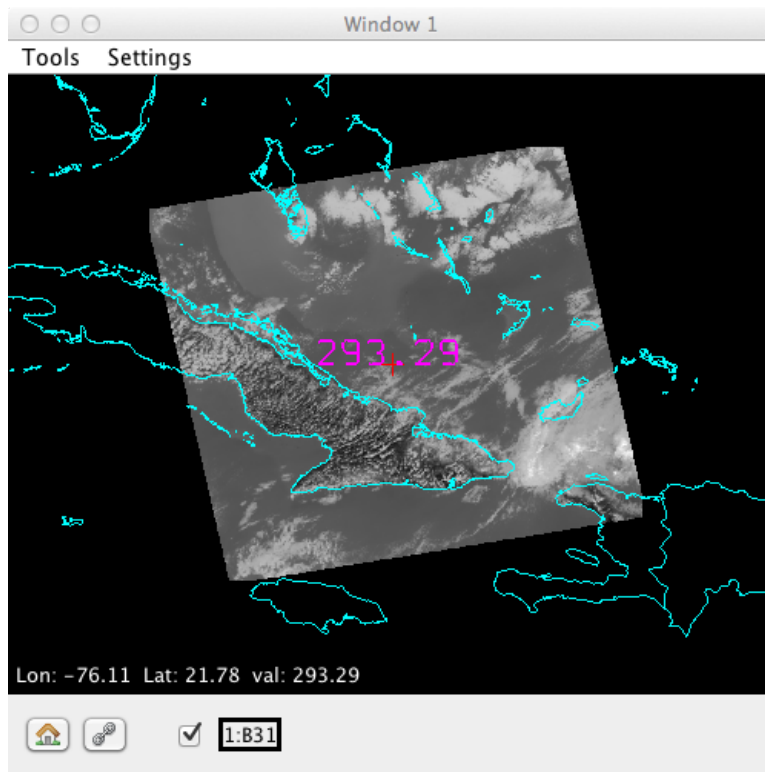 Window 1
Tools Settings
293.29
Lon: -76.11 Lat: 21.78 val: 293.29
1:B31